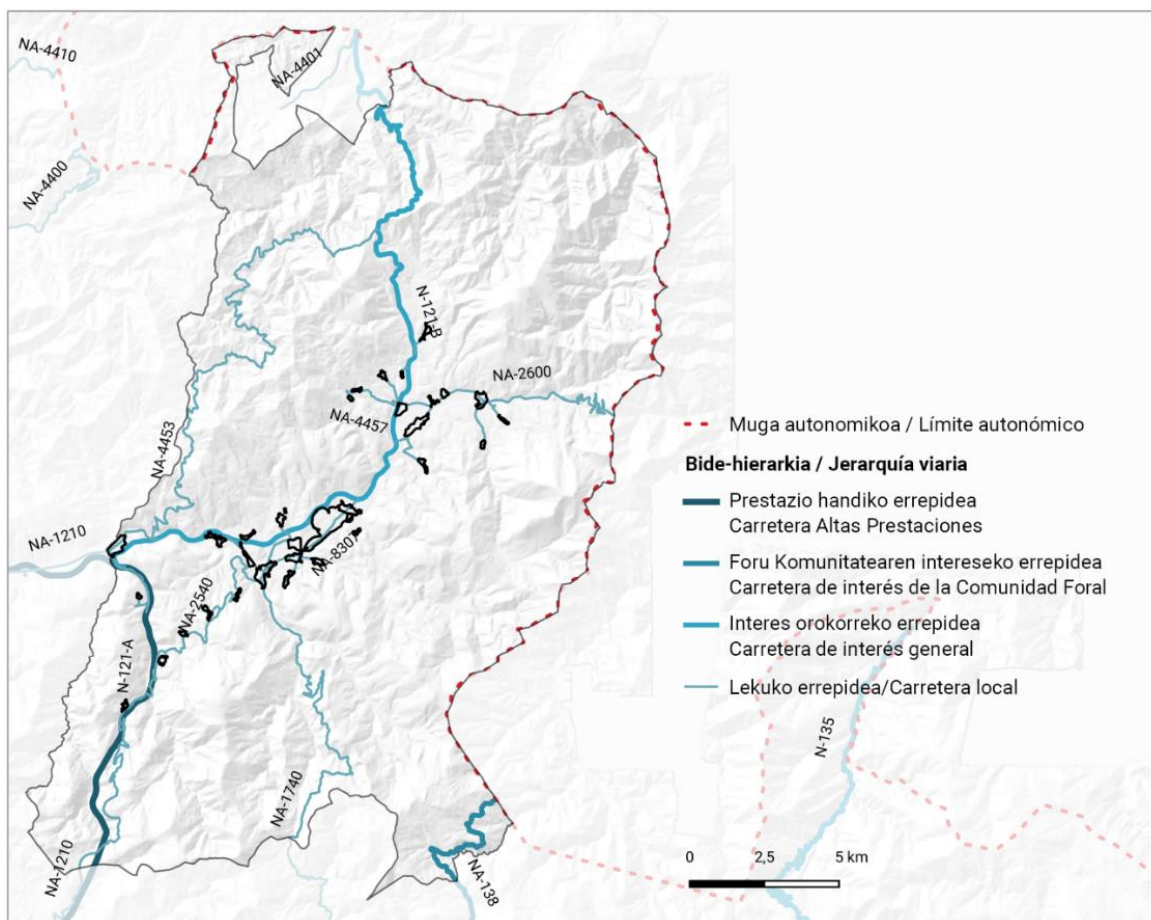 NA-4410
NA-4401
NA-4400
N-121-B
NA-2600
NA-4457
NA-4453
NA-1210
NA-8307
NA-2540
N-121-A
NA-1740
NA-1210
NA-138
N-135
Muga autonomikoa / Límite autonómico
Bide-hierarkia / Jerarquía viaria
Prestazio handiko errepidea
Carretera Altas Prestaciones
Foru Komunitatearen intereseko errepidea
Carretera de interés de la Comunidad Foral
Interes orokorreko errepidea
Carretera de interés general
Lekuko errepidea/Carretera local
0 2,5 5 km